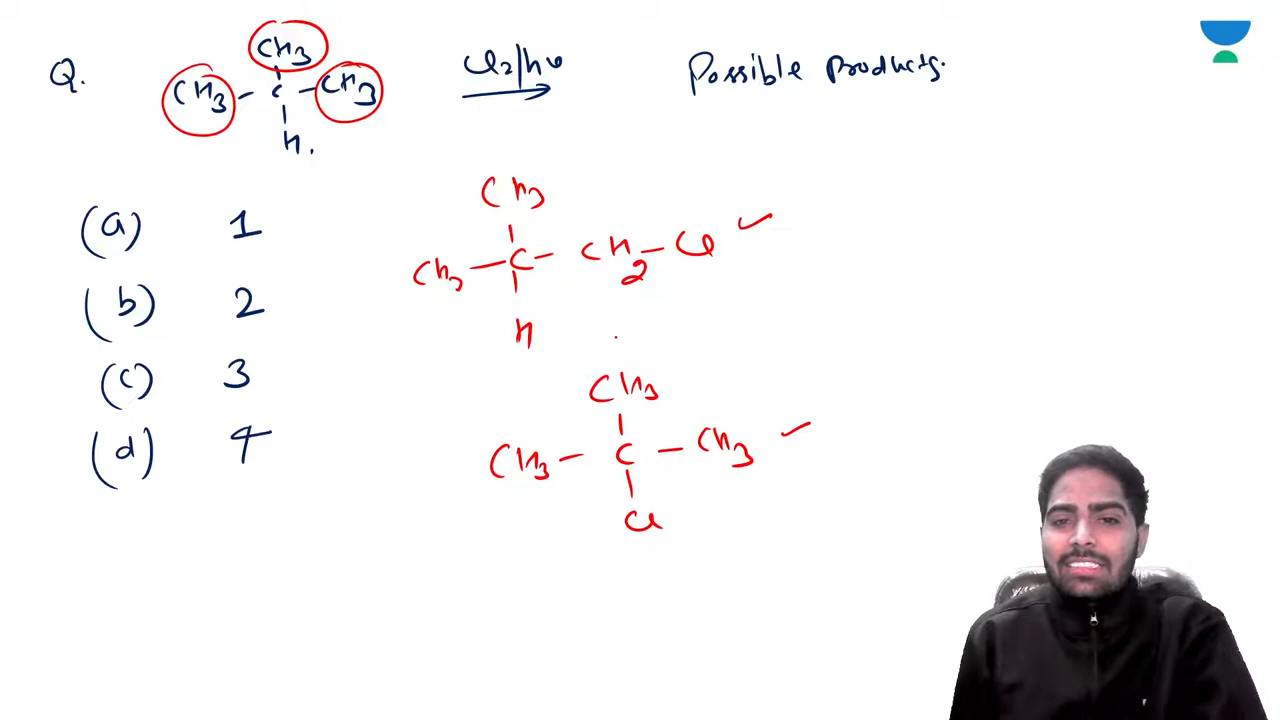 Q.
CH3
CH3 - C - CH3
H.
Cl2/hν
Possible products.
(a) 1
(b) 2
(c) 3
(d) 4
CH3
CH3 - C - CH2 - Cl
H
CH3
CH3 - C - CH3
Cl